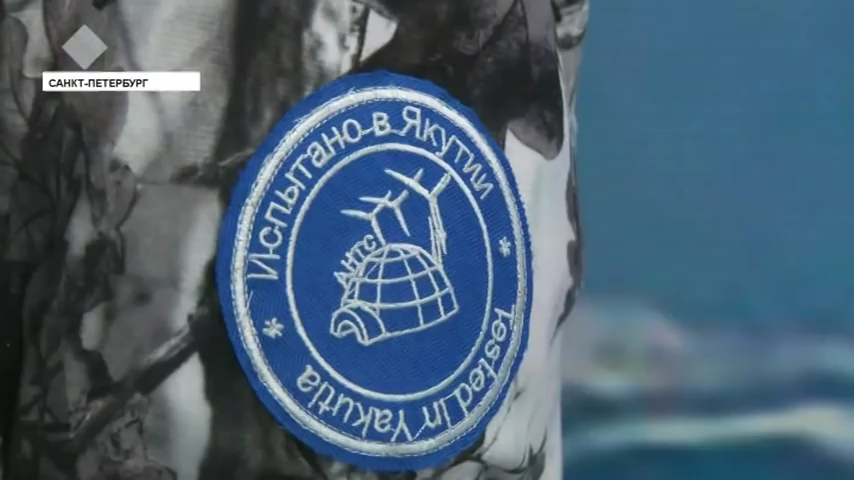 САНКТ-ПЕТЕРБУРГ
Испытано в Якутии
АНТС
Tested in Yakutia